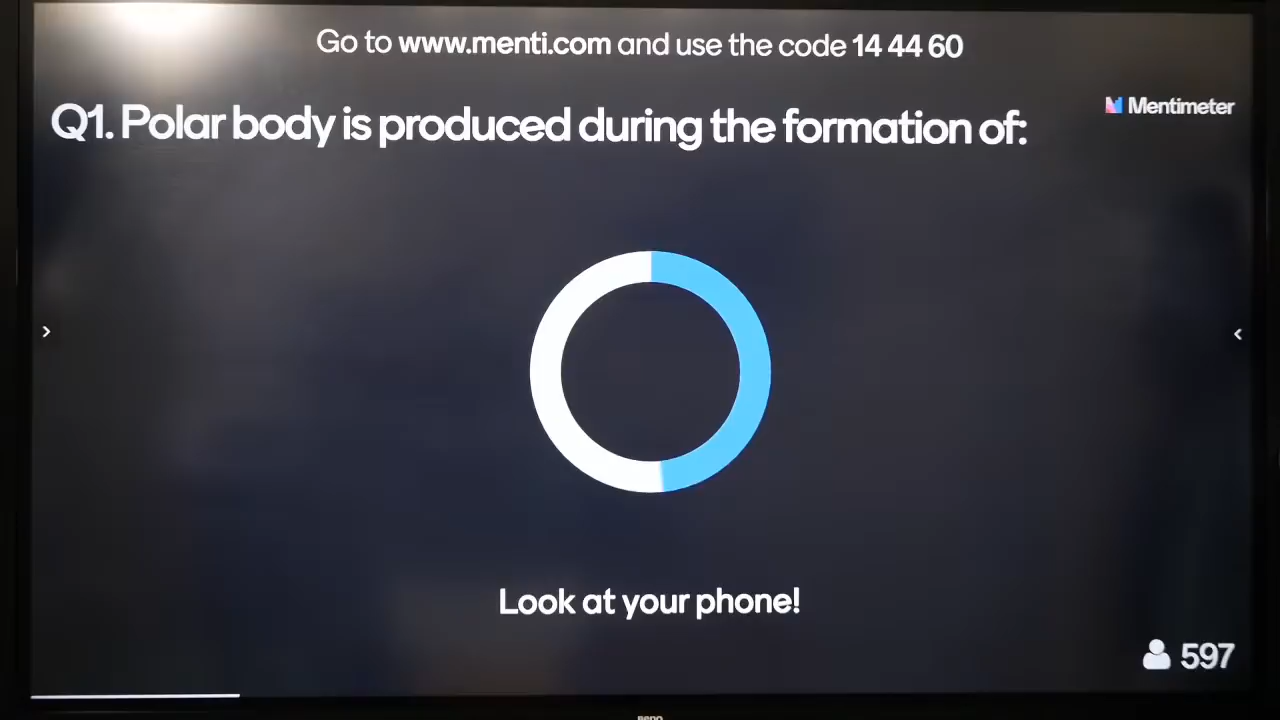 Go to www.menti.com and use the code 14 44 60
Mentimeter
Q1. Polar body is produced during the formation of:
Look at your phone!
597
BenQ